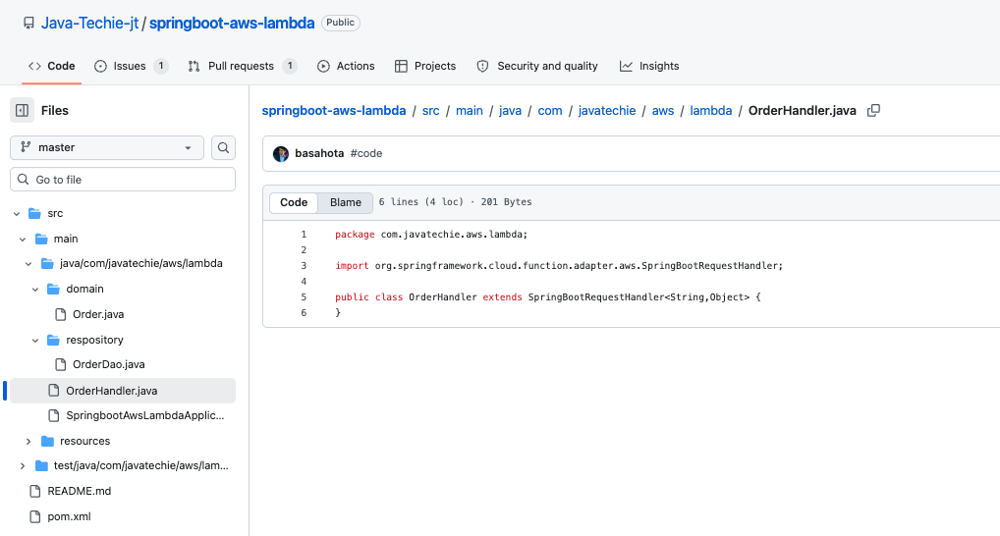 Java-Techie-jt / springboot-aws-lambda Public
Code Issues 1 Pull requests 1 Actions Projects Security and quality Insights
Files
master
Go to file
src
main
java/com/javatechie/aws/lambda
domain
Order.java
respository
OrderDao.java
OrderHandler.java
SpringbootAwsLambdaApplic...
resources
test/java/com/javatechie/aws/lam...
README.md
pom.xml
springboot-aws-lambda / src / main / java / com / javatechie / aws / lambda / OrderHandler.java
basahota #code
Code Blame 6 lines (4 loc) · 201 Bytes
1 package com.javatechie.aws.lambda;
2
3 import org.springframework.cloud.function.adapter.aws.SpringBootRequestHandler;
4
5 public class OrderHandler extends SpringBootRequestHandler<String,Object> {
6 }